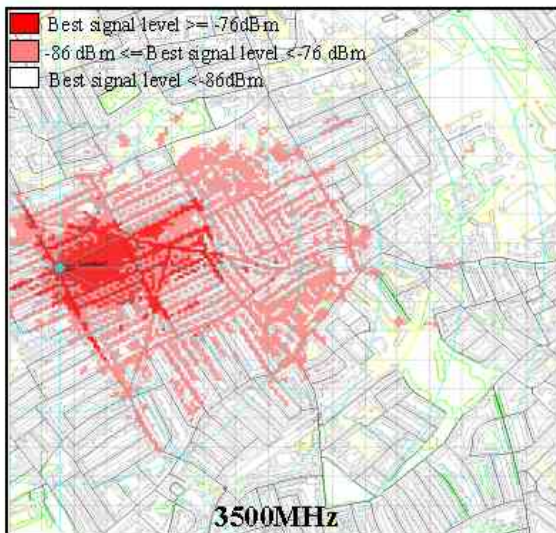 Best signal level >= -76dBm
-86 dBm <=Best signal level <-76 dBm
Best signal level <-86dBm
3500MHz